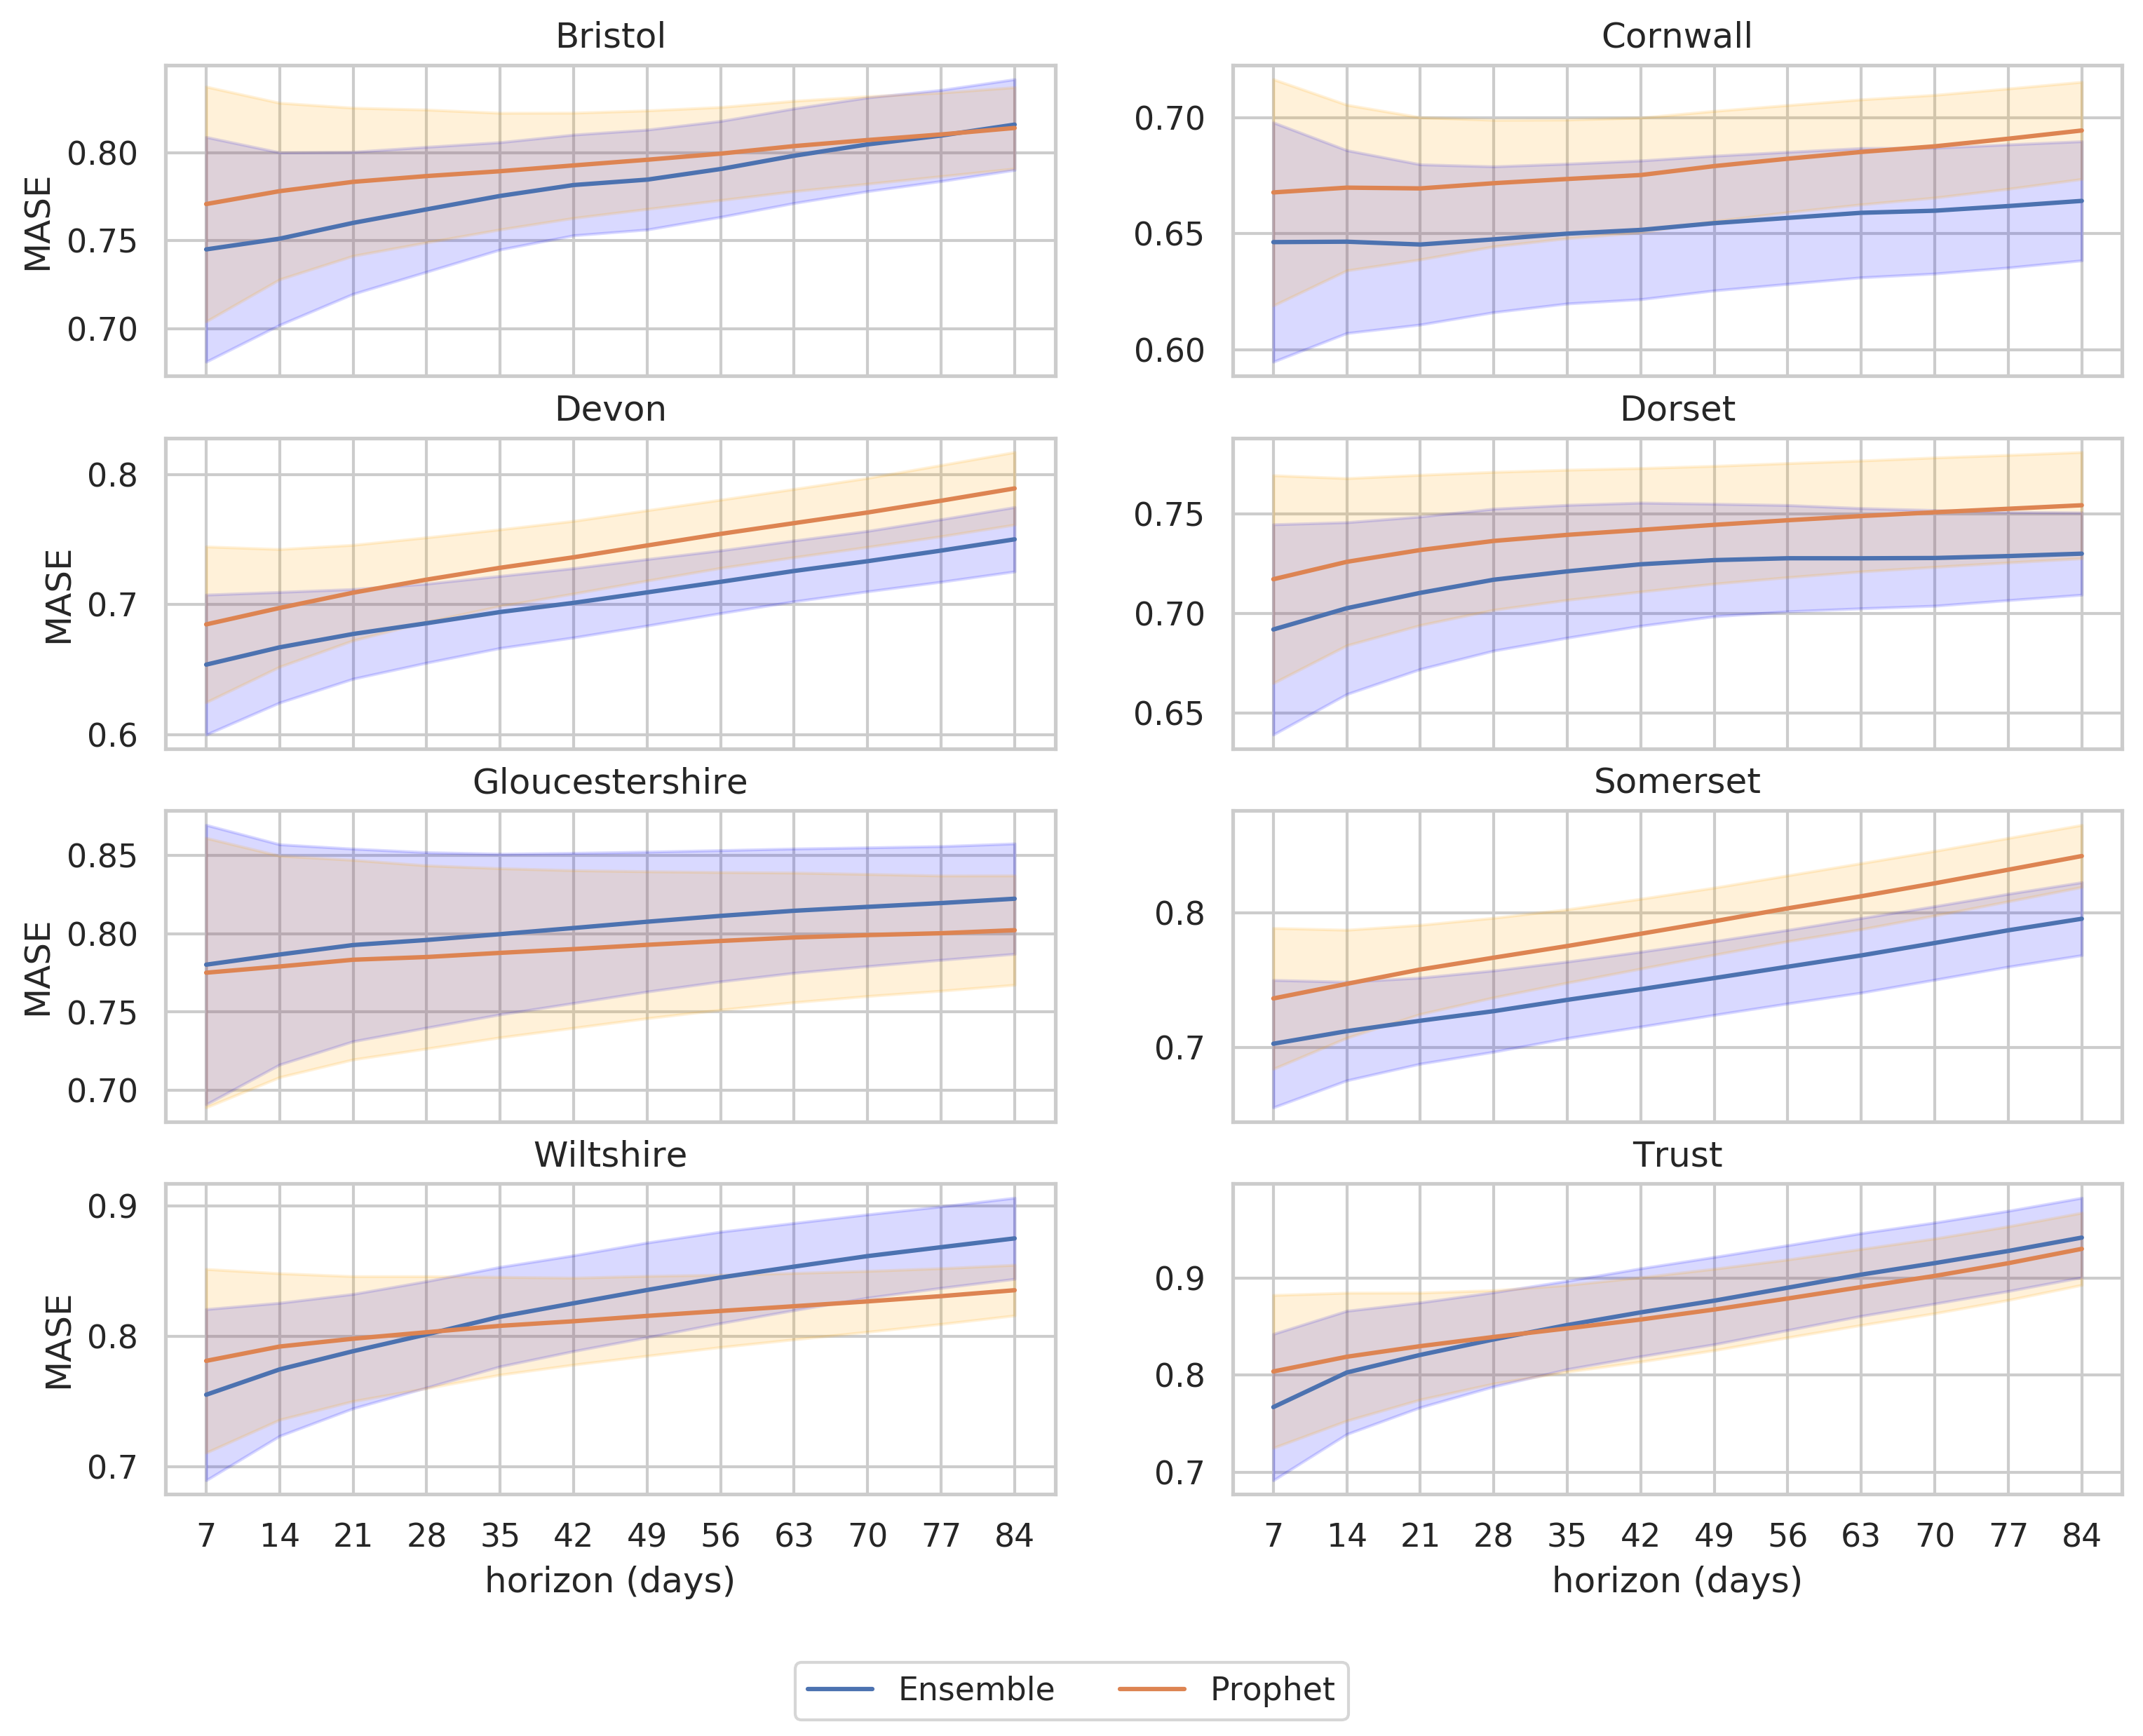 Bristol
MASE
0.80
0.75
0.70
Cornwall
0.70
0.65
0.60
Devon
MASE
0.8
0.7
0.6
Dorset
0.75
0.70
0.65
Gloucestershire
MASE
0.85
0.80
0.75
0.70
Somerset
0.8
0.7
Wiltshire
MASE
0.9
0.8
0.7
7 14 21 28 35 42 49 56 63 70 77 84
horizon (days)
Trust
0.9
0.8
0.7
7 14 21 28 35 42 49 56 63 70 77 84
horizon (days)
Ensemble Prophet